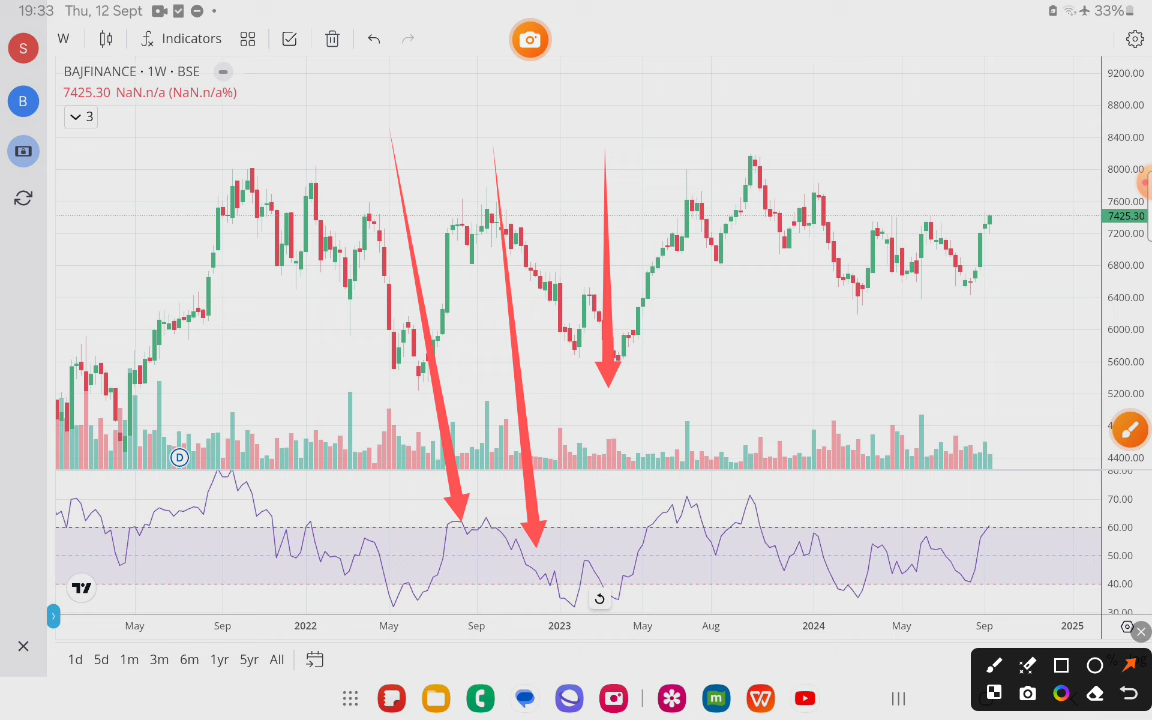 19:33 Thu, 12 Sept
33%
S
W
Indicators
B
BAJFINANCE · 1W · BSE
7425.30 NaN.n/a (NaN.n/a%)
3
9200.00
8800.00
8400.00
8000.00
7600.00
7425.30
7200.00
6800.00
6400.00
6000.00
5600.00
5200.00
4400.00
D
80.00
70.00
60.00
50.00
40.00
30.00
May Sep 2022 May Sep 2023 May Aug 2024 May Sep 2025
1d 5d 1m 3m 6m 1yr 5yr All
%
m
W